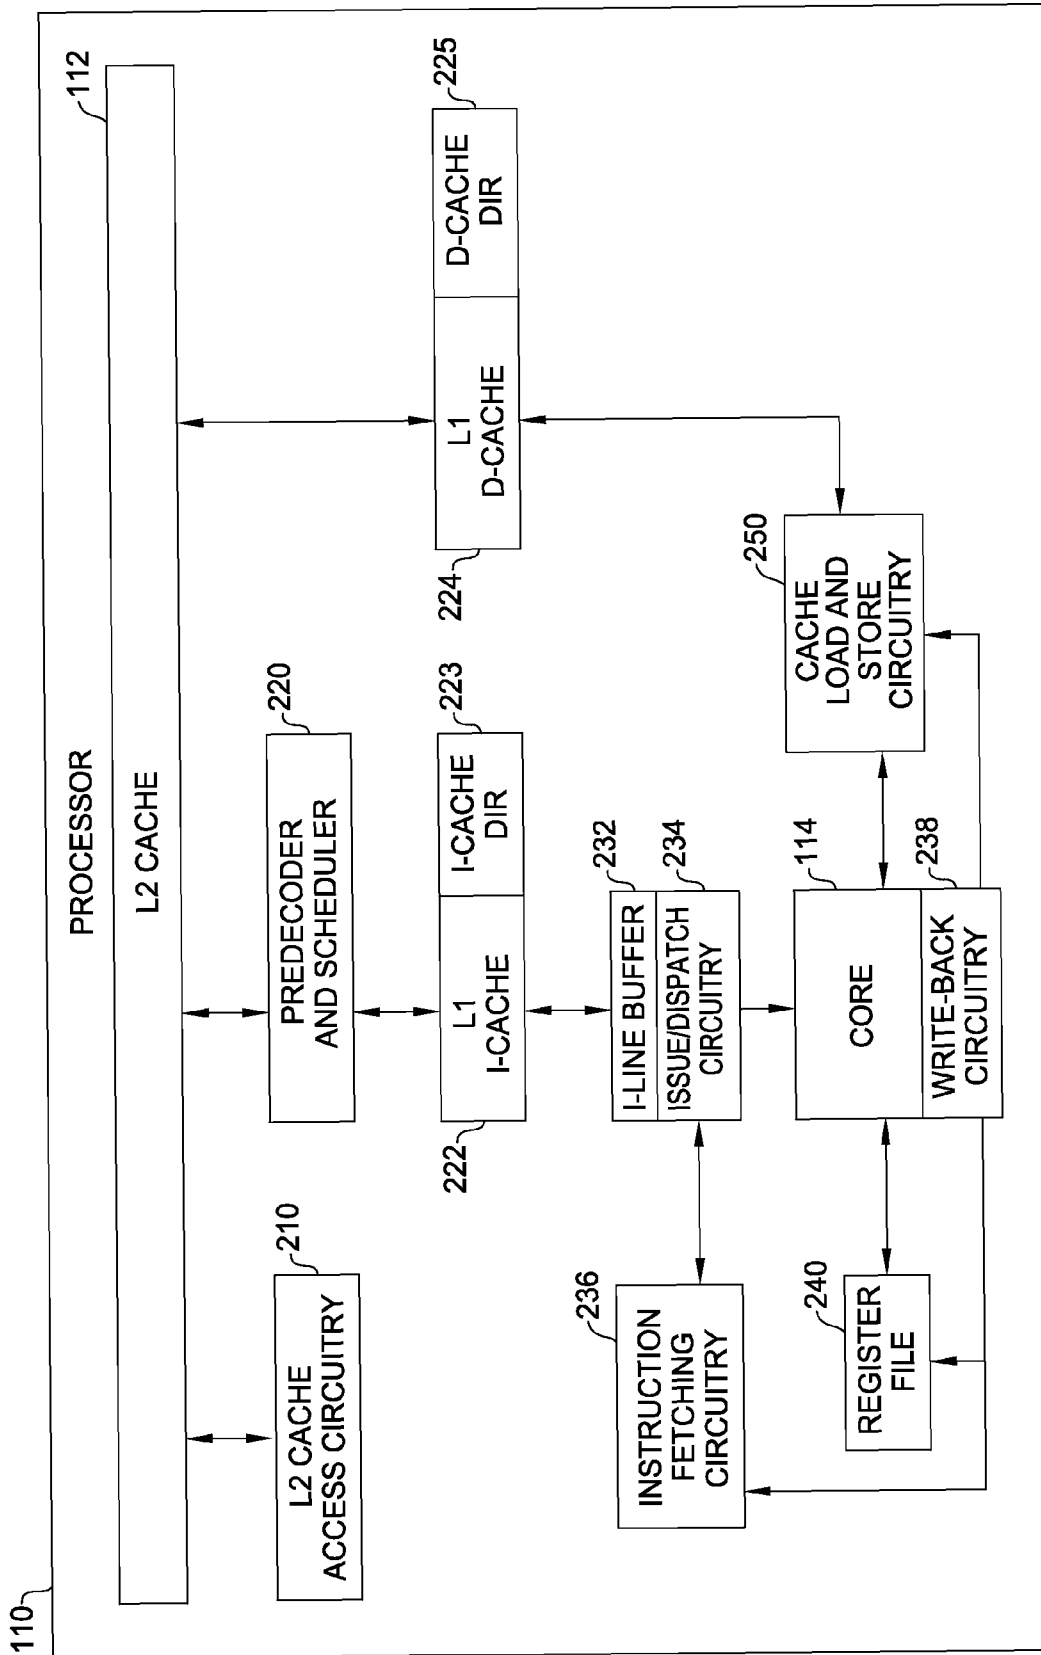 110
PROCESSOR
112
L2 CACHE
210
L2 CACHE
ACCESS CIRCUITRY
220
PREDECODER
AND SCHEDULER
222
L1
I-CACHE
223
I-CACHE
DIR
224
L1
D-CACHE
225
D-CACHE
DIR
236
INSTRUCTION
FETCHING
CIRCUITRY
232
I-LINE BUFFER
234
ISSUE/DISPATCH
CIRCUITRY
240
REGISTER
FILE
114
CORE
238
WRITE-BACK
CIRCUITRY
250
CACHE
LOAD AND
STORE
CIRCUITRY